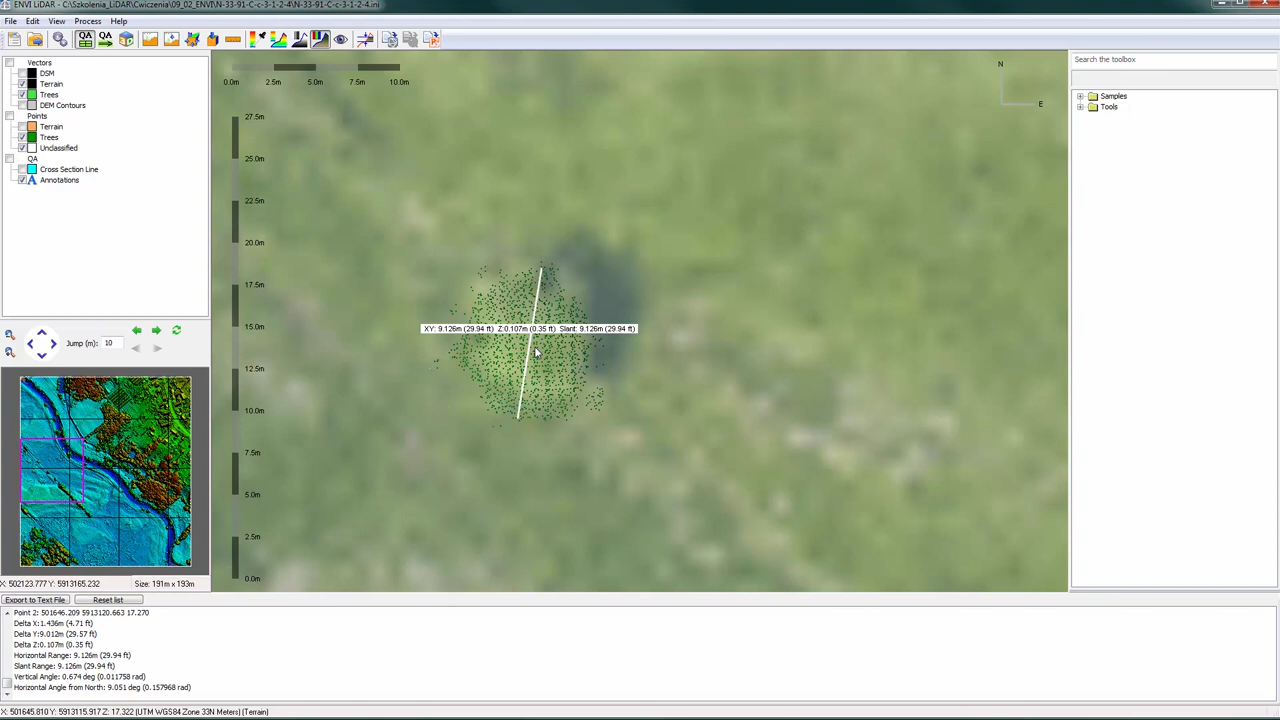 ENVI LiDAR - C:\Szkolenia_LiDAR\Cwiczenia\09_02_ENVI\N-33-91-C-c-3-1-2-4\N-33-91-C-c-3-1-2-4.ini
File Edit View Process Help
QA QA
Vectors
DSM
Terrain
Trees
DEM Contours
Points
Terrain
Trees
Unclassified
QA
Cross Section Line
A Annotations
Jump (m): 10
X: 502123.777 Y: 5913165.232 Size: 191m x 193m
0.0m 2.5m 5.0m 7.5m 10.0m
27.5m
25.0m
22.5m
20.0m
17.5m
15.0m
12.5m
10.0m
7.5m
5.0m
2.5m
0.0m
XY: 9.126m (29.94 ft) Z:0.107m (0.35 ft) Slant: 9.126m (29.94 ft)
N
E
Search the toolbox
Samples
Tools
Export to Text File Reset list
Point 2: 501646.209 5913120.663 17.270
Delta X:1.436m (4.71 ft)
Delta Y:9.012m (29.57 ft)
Delta Z:0.107m (0.35 ft)
Horizontal Range: 9.126m (29.94 ft)
Slant Range: 9.126m (29.94 ft)
Vertical Angle: 0.674 deg (0.011758 rad)
Horizontal Angle from North: 9.051 deg (0.157968 rad)
X: 501645.810 Y: 5913115.917 Z: 17.322 (UTM WGS84 Zone 33N Meters) (Terrain)